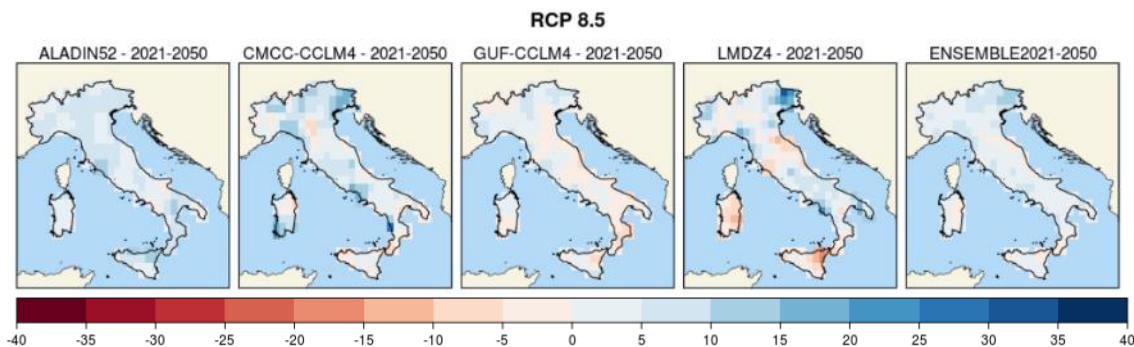 RCP 8.5
ALADIN52 - 2021-2050 CMCC-CCLM4 - 2021-2050 GUF-CCLM4 - 2021-2050 LMDZ4 - 2021-2050 ENSEMBLE2021-2050
-40 -35 -30 -25 -20 -15 -10 -5 0 5 10 15 20 25 30 35 40